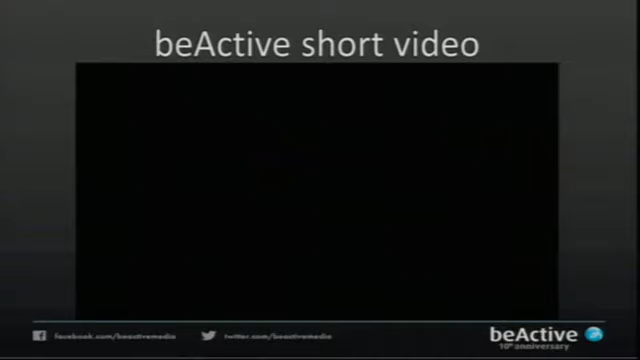 beActive short video
facebook.com/beactivemedia
twitter.com/beactivemedia
beActive
10th anniversary